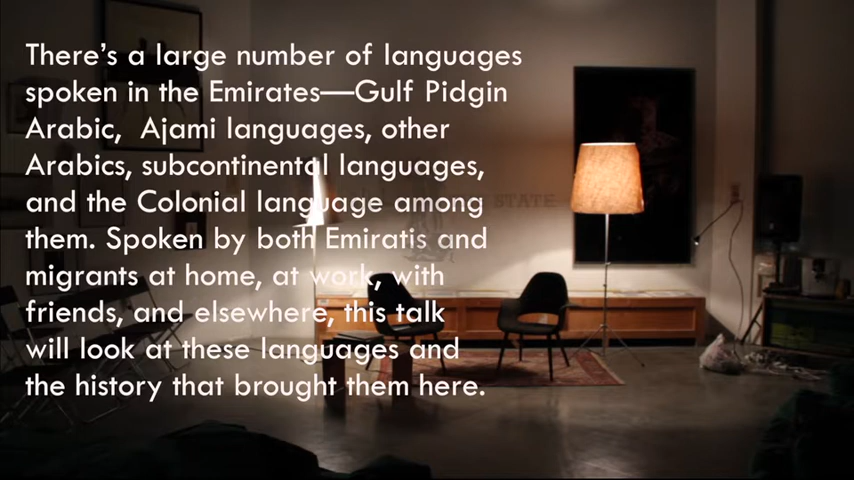 There’s a large number of languages
spoken in the Emirates—Gulf Pidgin
Arabic,  Ajami languages, other
Arabics, subcontinental languages,
and the Colonial language among
them. Spoken by both Emiratis and
migrants at home, at work, with
friends, and elsewhere, this talk
will look at these languages and
the history that brought them here.
STATE